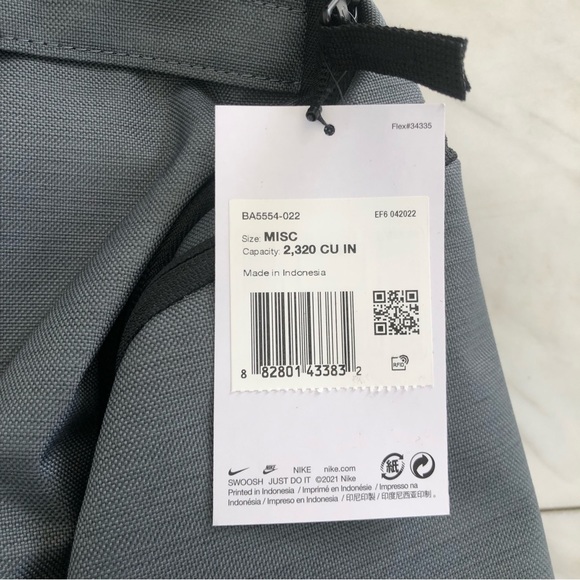 Flex#34335
BA5554-022 EF6 042022
Size: MISC
Capacity: 2,320 CU IN
Made in Indonesia
8 82801 43383 2
RFID
紙
NIKE nike.com
SWOOSH JUST DO IT ©2021 Nike
Printed in Indonesia / Imprimé en Indonésie / Impreso na
Indonésia / Impreso en Indonesia / 印尼印製 / 印度尼西亚印制.